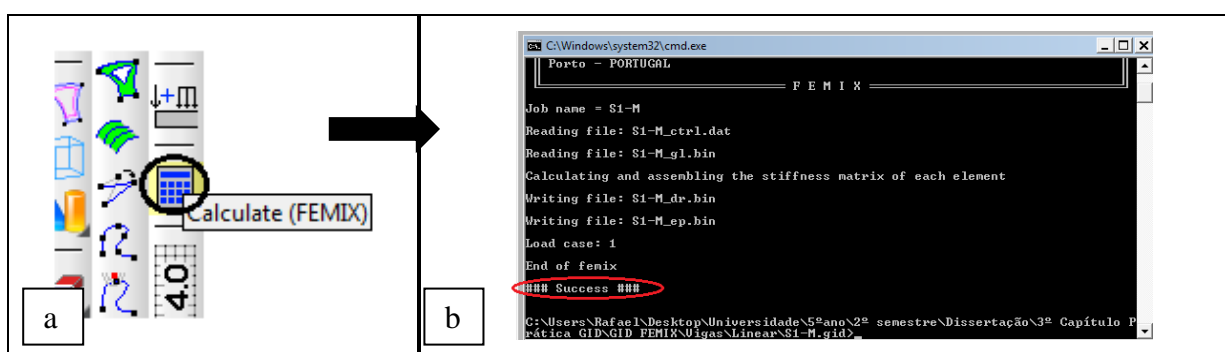 Calculate (FEMIX)
4.0
a
C:\Windows\system32\cmd.exe
Porto - PORTUGAL
F E M I X
Job name = S1-M
Reading file: S1-M_ctrl.dat
Reading file: S1-M_gl.bin
Calculating and assembling the stiffness matrix of each element
Writing file: S1-M_dr.bin
Writing file: S1-M_ep.bin
Load case: 1
End of femix
### Success ###
C:\Users\Rafael\Desktop\Universidade\5ºano\2º semestre\Dissertação\3º Capítulo P
rática GID\GID FEMIX\Vigas\Linear\S1-M.gid>_
b